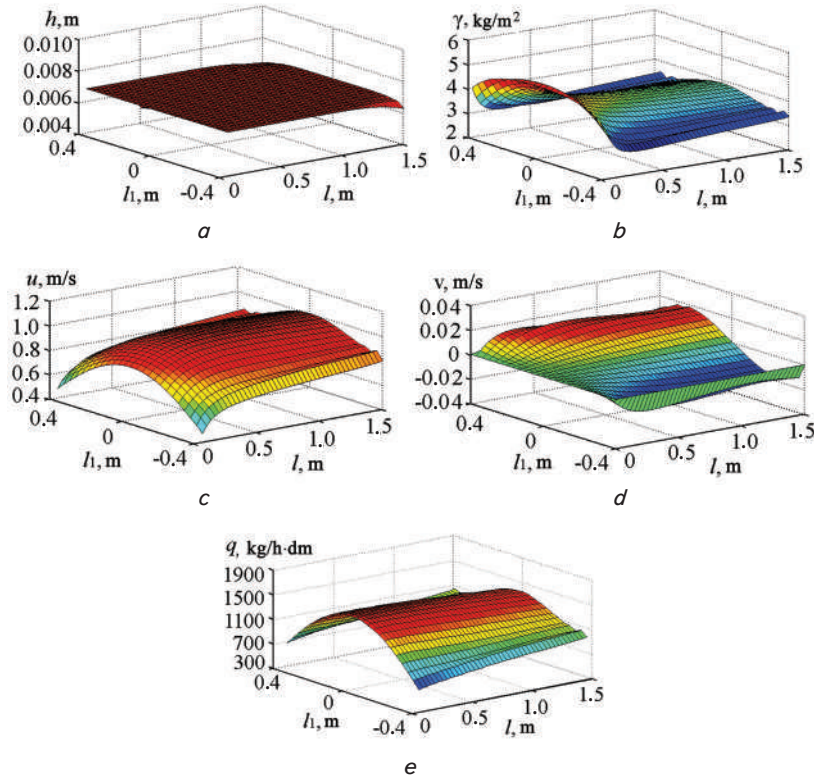 h, m
0.010
0.008
0.006
0.004
0.4
0
-0.4
l₁, m
0
0.5
1.0
1.5
l, m
a
γ, kg/m²
6
5
4
3
2
0.4
0
-0.4
l₁, m
0
0.5
1.0
1.5
l, m
b
u, m/s
1.2
1.0
0.8
0.6
0.4
0.4
0
-0.4
l₁, m
0
0.5
1.0
1.5
l, m
c
v, m/s
0.04
0.02
0
-0.02
-0.04
0.4
0
-0.4
l₁, m
0
0.5
1.0
1.5
l, m
d
q, kg/h·dm
1900
1500
1100
700
300
0.4
0
-0.4
l₁, m
0
0.5
1.0
1.5
l, m
e